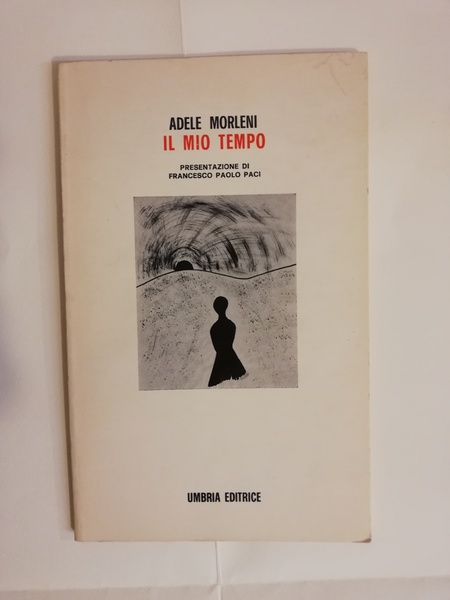 ADELE MORLENI
IL MIO TEMPO
PRESENTAZIONE DI
FRANCESCO PAOLO PACI
UMBRIA EDITRICE